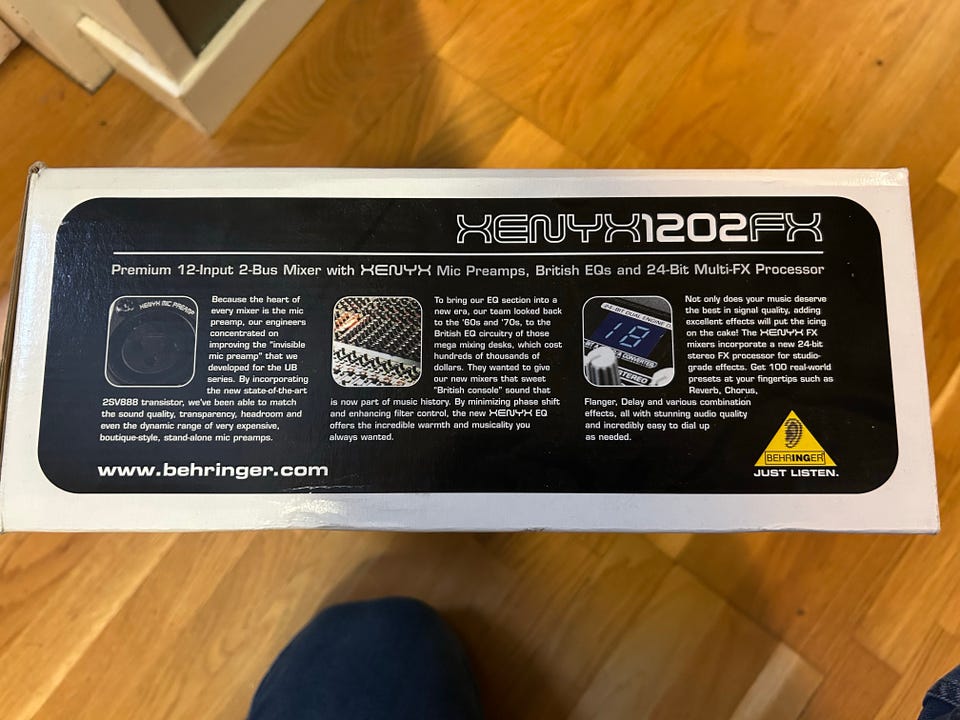 XENYX1202FX
Premium 12-Input 2-Bus Mixer with XENYX Mic Preamps, British EQs and 24-Bit Multi-FX Processor
XENYX MIC PREAMP
Because the heart of
every mixer is the mic
preamp, our engineers
concentrated on
improving the "invisible
mic preamp" that we
developed for the UB
series. By incorporating
the new state-of-the-art
2SV888 transistor, we've been able to match
the sound quality, transparency, headroom and
even the dynamic range of very expensive,
boutique-style, stand-alone mic preamps.
To bring our EQ section into a
new era, our team looked back
to the '60s and '70s, to the
British EQ circuitry of those
mega mixing desks, which cost
hundreds of thousands of
dollars. They wanted to give
our new mixers that sweet
"British console" sound that
is now part of music history. By minimizing phase shift
and enhancing filter control, the new XENYX EQ
offers the incredible warmth and musicality you
always wanted.
BIT DUAL ENGINE
18
CONVERTER
STEREO
Not only does your music deserve
the best in signal quality, adding
excellent effects will put the icing
on the cake! The XENYX FX
mixers incorporate a new 24-bit
stereo FX processor for studio-
grade effects. Get 100 real-world
presets at your fingertips such as
Reverb, Chorus,
Flanger, Delay and various combination
effects, all with stunning audio quality
and incredibly easy to dial up
as needed.
www.behringer.com
BEHRINGER
JUST LISTEN.